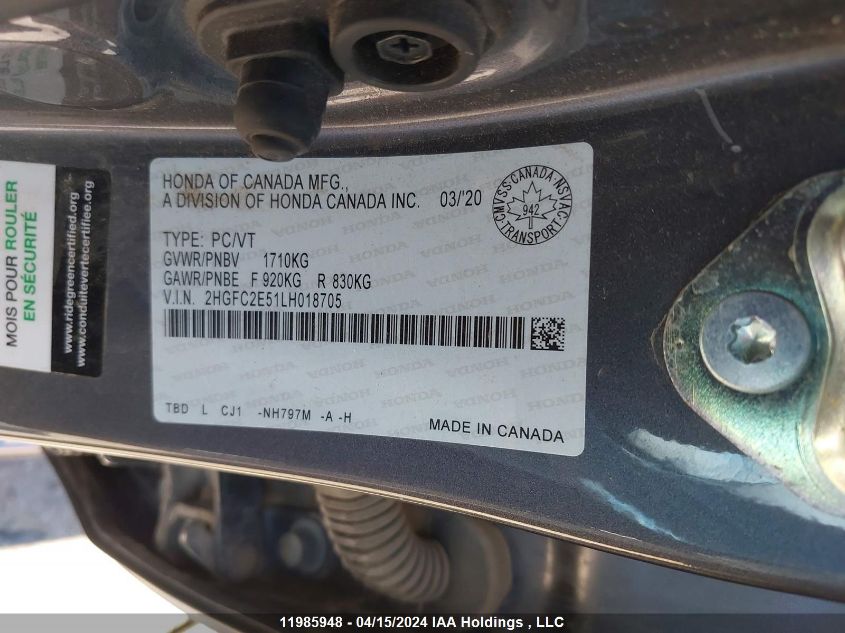 MOIS POUR ROULER
EN SÉCURITÉ
www.ridegreencertified.org
www.conduitevertecertifiee.org
HONDA OF CANADA MFG.,
A DIVISION OF HONDA CANADA INC. 03/'20
CMVSS CANADA NSVAC
942
TRANSPORT
TYPE: PC/VT
GVWR/PNBV 1710KG
GAWR/PNBE F 920KG R 830KG
V.I.N. 2HGFC2E51LH018705
TBD L CJ1 -NH797M -A -H
MADE IN CANADA
11985948 - 04/15/2024 IAA Holdings , LLC